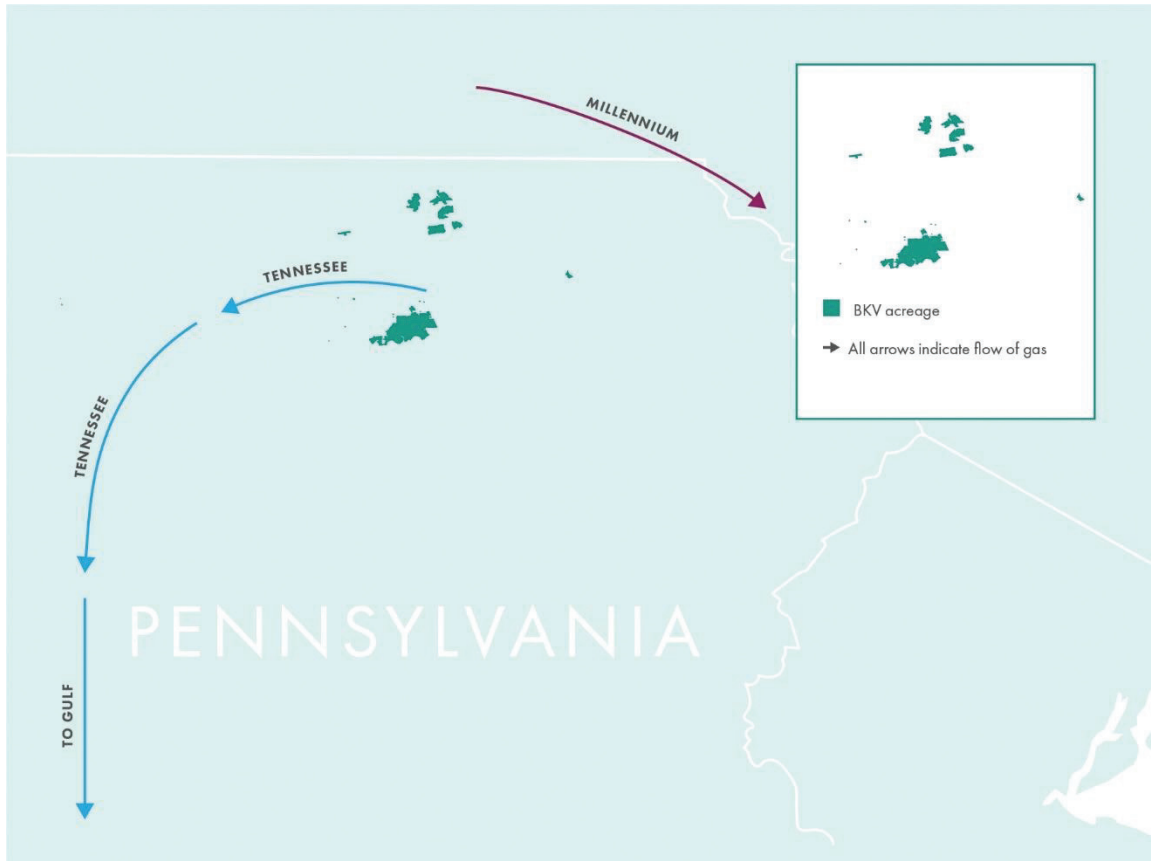 MILLENNIUM
TENNESSEE
TENNESSEE
BKV acreage
All arrows indicate flow of gas
PENNSYLVANIA
TO GULF